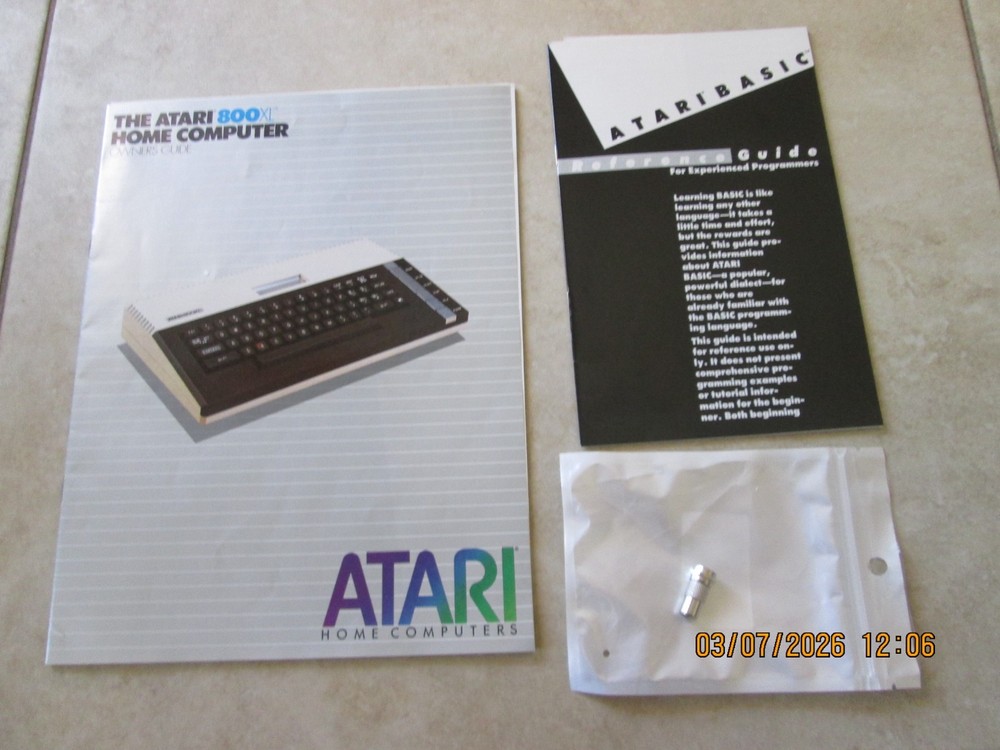 THE ATARI 800XL™
HOME COMPUTER
OWNER'S GUIDE
ATARI®
HOME COMPUTERS
ATARI® BASIC™
Reference Guide
For Experienced Programmers
Learning BASIC is like
learning any other
language—it takes a
little time and effort,
but the rewards are
great. This guide pro-
vides information
about ATARI
BASIC—a popular,
powerful dialect—for
those who are
already familiar with
the BASIC programm-
ing language.
This guide is intended
for reference use on-
ly. It does not present
comprehensive pro-
gramming examples
or tutorial infor-
mation for the begin-
ner. Both beginning
03/07/2026 12:06